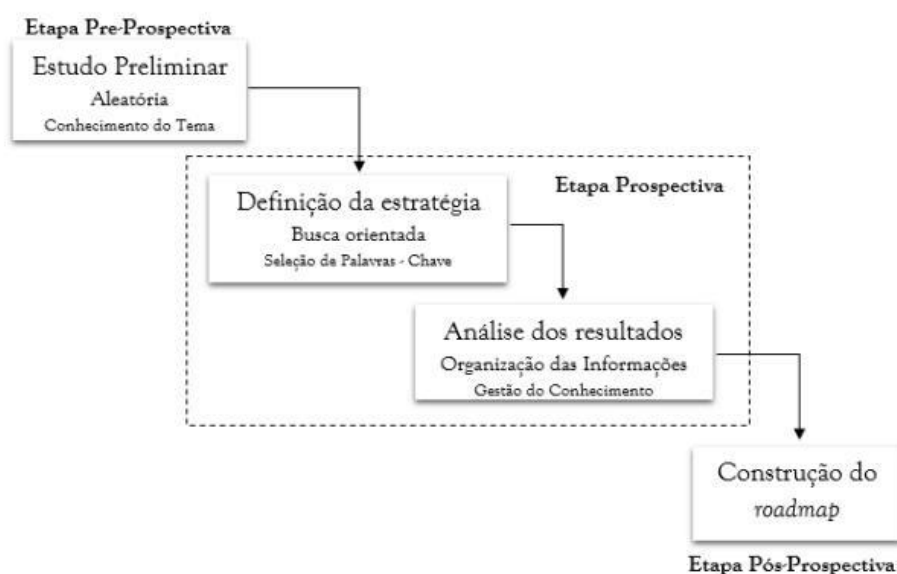 Etapa Pre-Prospectiva
Estudo Preliminar
Aleatória
Conhecimento do Tema
Etapa Prospectiva
Definição da estratégia
Busca orientada
Seleção de Palavras - Chave
Análise dos resultados
Organização das Informações
Gestão do Conhecimento
Construção do
roadmap
Etapa Pós-Prospectiva